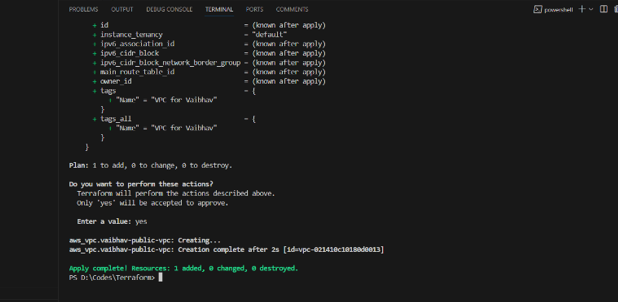 PROBLEMS OUTPUT DEBUG CONSOLE TERMINAL PORTS COMMENTS powershell
+ id = (known after apply)
+ instance_tenancy = "default"
+ ipv6_association_id = (known after apply)
+ ipv6_cidr_block = (known after apply)
+ ipv6_cidr_block_network_border_group = (known after apply)
+ main_route_table_id = (known after apply)
+ owner_id = (known after apply)
+ tags = {
+ "Name" = "VPC for Vaibhav"
}
+ tags_all = {
+ "Name" = "VPC for Vaibhav"
}
}
Plan: 1 to add, 0 to change, 0 to destroy.
Do you want to perform these actions?
Terraform will perform the actions described above.
Only 'yes' will be accepted to approve.
Enter a value: yes
aws_vpc.vaibhav-public-vpc: Creating...
aws_vpc.vaibhav-public-vpc: Creation complete after 2s [id=vpc-021410c10180d0013]
Apply complete! Resources: 1 added, 0 changed, 0 destroyed.
PS D:\Codes\Terraform>